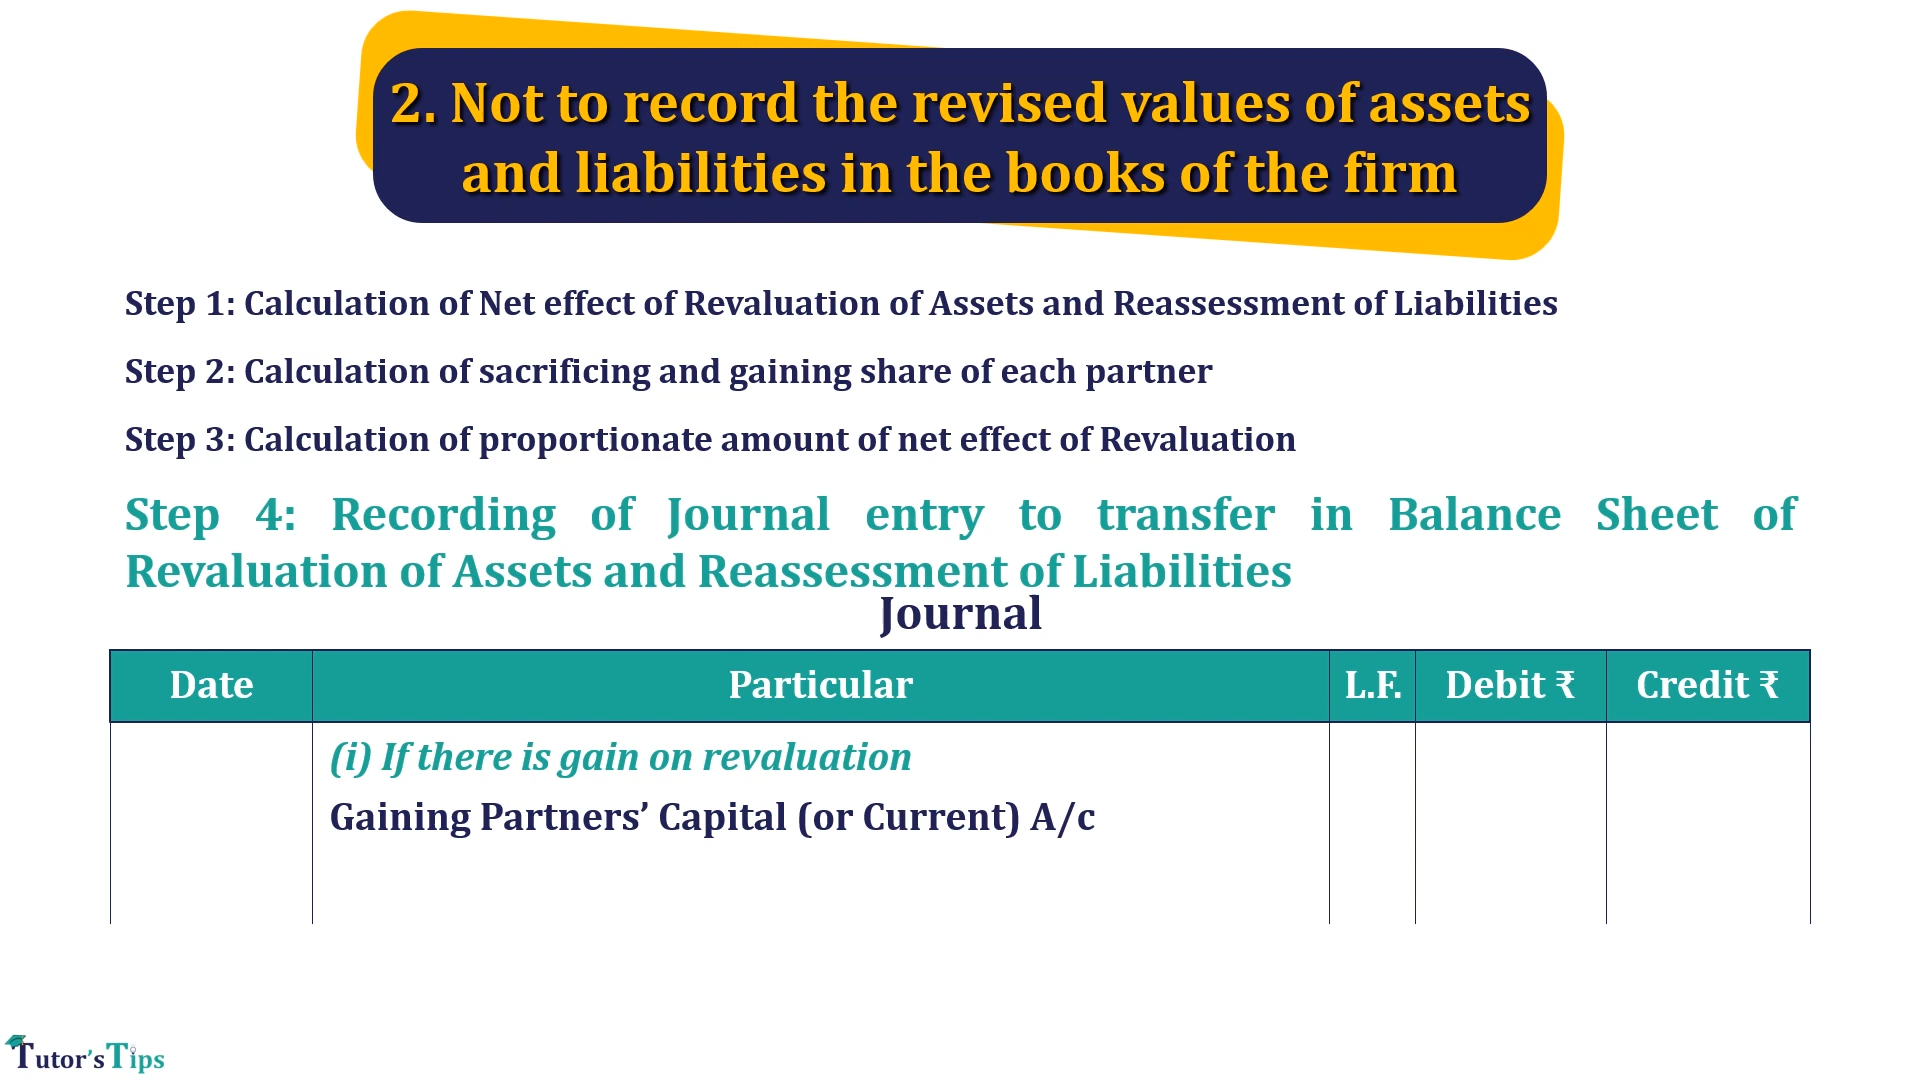 2. Not to record the revised values of assets
and liabilities in the books of the firm
Step 1: Calculation of Net effect of Revaluation of Assets and Reassessment of Liabilities
Step 2: Calculation of sacrificing and gaining share of each partner
Step 3: Calculation of proportionate amount of net effect of Revaluation
Step 4: Recording of Journal entry to transfer in Balance Sheet of
Revaluation of Assets and Reassessment of Liabilities
Journal
Date Particular L.F. Debit ₹ Credit ₹
(i) If there is gain on revaluation
Gaining Partners’ Capital (or Current) A/c
Tutor’sTips